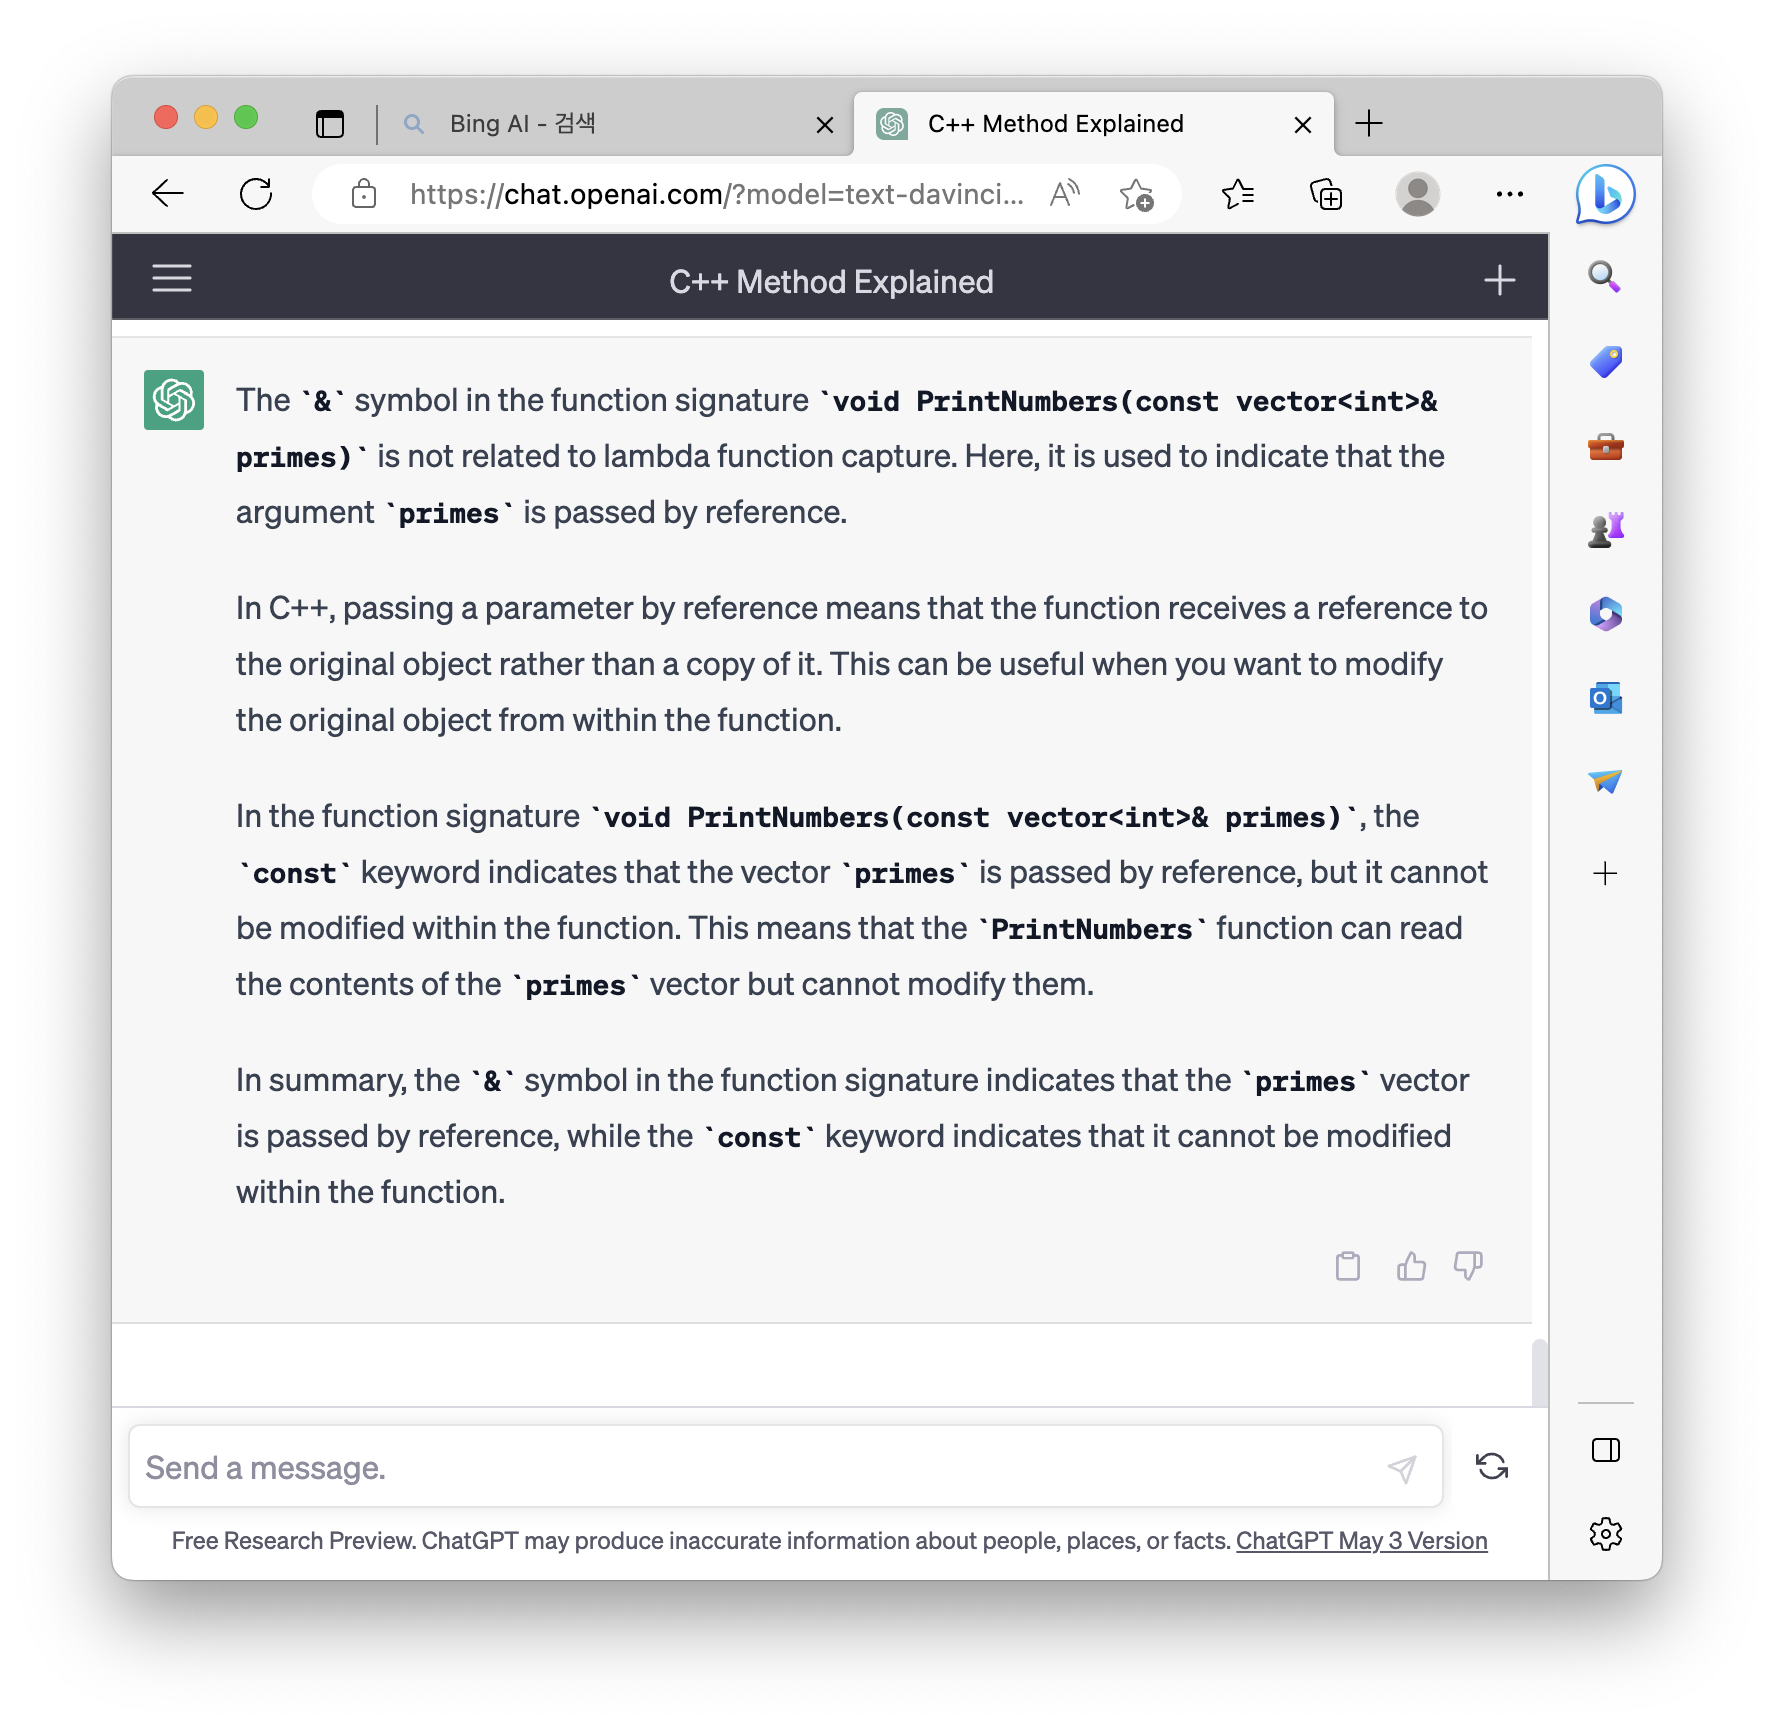 Bing AI - 검색
C++ Method Explained
https://chat.openai.com/?model=text-davinci...
C++ Method Explained
The `&` symbol in the function signature `void PrintNumbers(const vector<int>&
primes)` is not related to lambda function capture. Here, it is used to indicate that the
argument `primes` is passed by reference.
In C++, passing a parameter by reference means that the function receives a reference to
the original object rather than a copy of it. This can be useful when you want to modify
the original object from within the function.
In the function signature `void PrintNumbers(const vector<int>& primes)`, the
`const` keyword indicates that the vector `primes` is passed by reference, but it cannot
be modified within the function. This means that the `PrintNumbers` function can read
the contents of the `primes` vector but cannot modify them.
In summary, the `&` symbol in the function signature indicates that the `primes` vector
is passed by reference, while the `const` keyword indicates that it cannot be modified
within the function.
Send a message.
Free Research Preview. ChatGPT may produce inaccurate information about people, places, or facts. ChatGPT May 3 Version